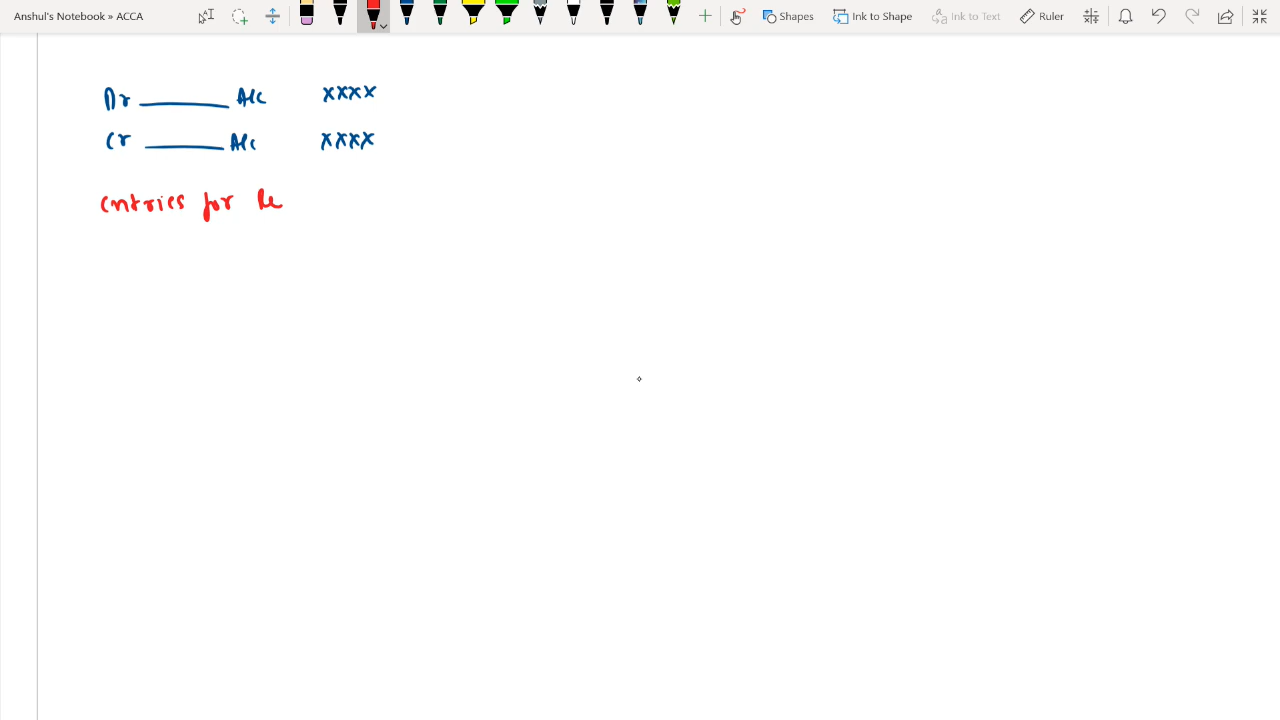 Anshul's Notebook » ACCA Shapes Ink to Shape Ink to Text Ruler
Dr ______ A/c xxxx
Cr ______ A/c xxxx
entries for Re